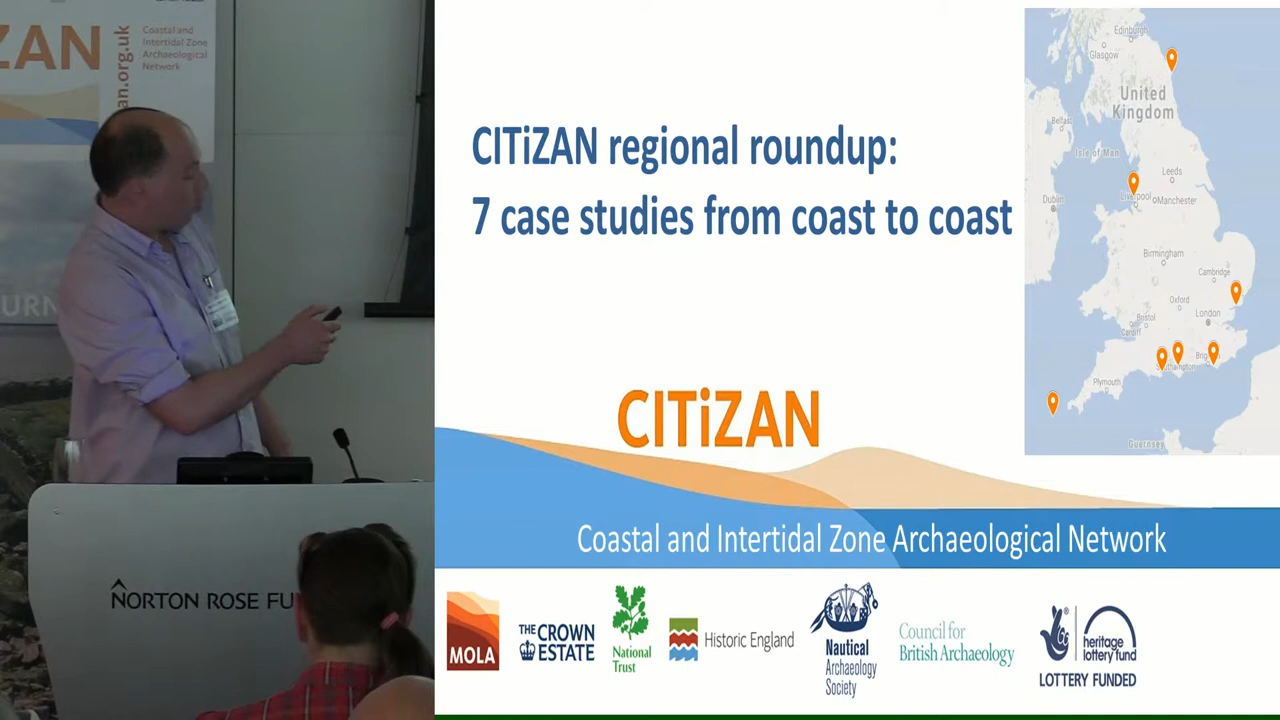 ZAN
an.org.uk
Coastal and
Intertidal Zone
Archaeological
Network
URN
NORTON ROSE FU
CITiZAN regional roundup:
7 case studies from coast to coast
Edinburgh
Glasgow
United
Kingdom
Belfast
Isle of Man
Leeds
Dublin
Liverpool
Manchester
Birmingham
Cambridge
Oxford
London
Bristol
Cardiff
Southampton
Plymouth
Guernsey
CITiZAN
Coastal and Intertidal Zone Archaeological Network
MOLA
THE CROWN
ESTATE
National
Trust
Historic England
Nautical
Archaeology
Society
Council for
British Archaeology
heritage
lottery fund
LOTTERY FUNDED